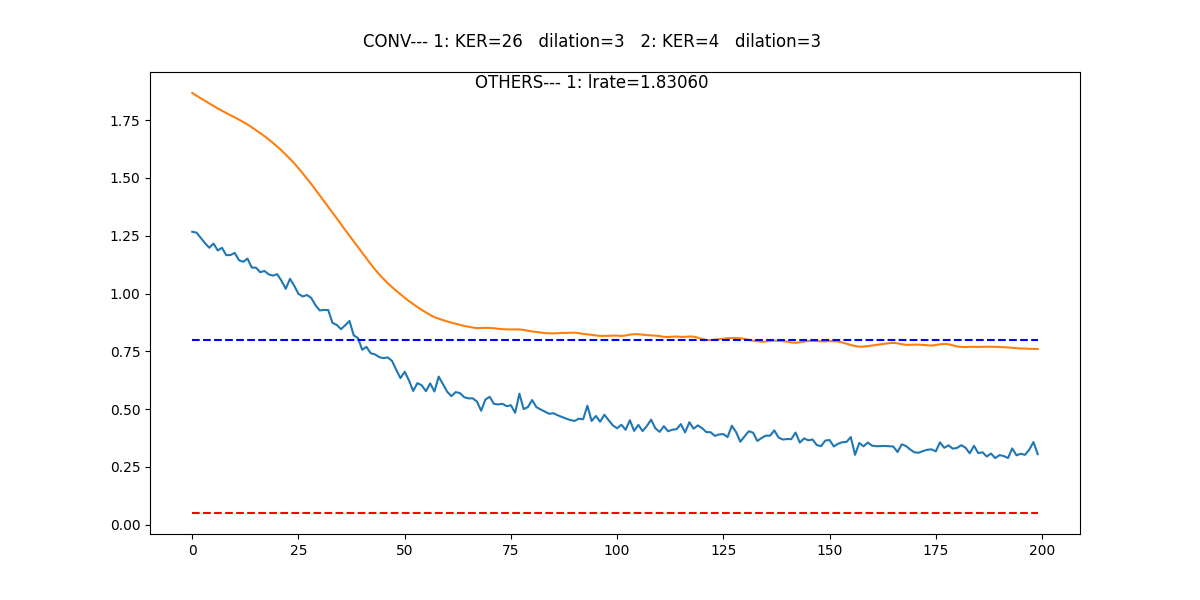 CONV--- 1: KER=26   dilation=3   2: KER=4   dilation=3
OTHERS--- 1: lrate=1.83060
1.75
1.50
1.25
1.00
0.75
0.50
0.25
0.00
0 25 50 75 100 125 150 175 200